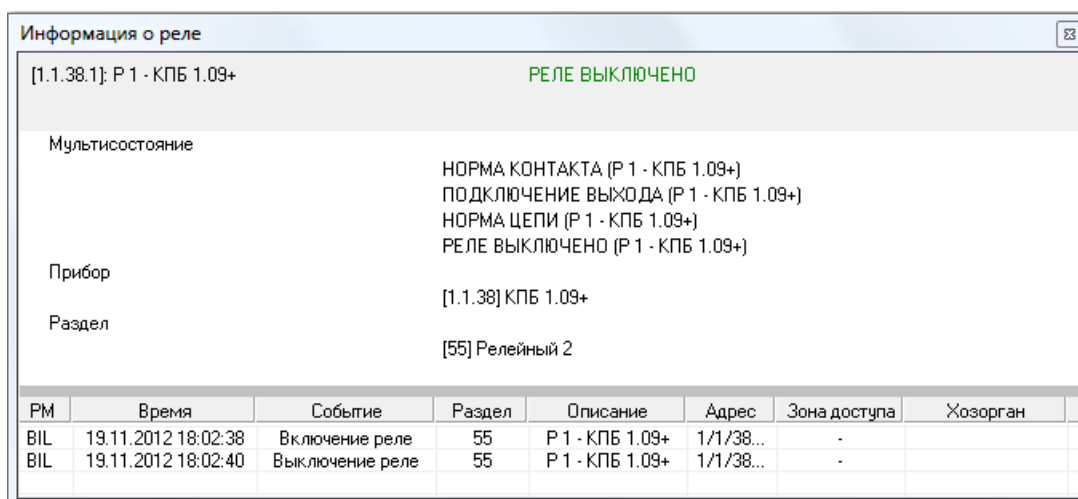 Информация о реле
[1.1.38.1]: Р 1 - КПБ 1.09+ РЕЛЕ ВЫКЛЮЧЕНО
Мультисостояние
НОРМА КОНТАКТА (Р 1 - КПБ 1.09+)
ПОДКЛЮЧЕНИЕ ВЫХОДА (Р 1 - КПБ 1.09+)
НОРМА ЦЕПИ (Р 1 - КПБ 1.09+)
РЕЛЕ ВЫКЛЮЧЕНО (Р 1 - КПБ 1.09+)
Прибор
[1.1.38] КПБ 1.09+
Раздел
[55] Релейный 2
РМ Время Событие Раздел Описание Адрес Зона доступа Хозорган
BIL 19.11.2012 18:02:38 Включение реле 55 Р 1 - КПБ 1.09+ 1/1/38... -
BIL 19.11.2012 18:02:40 Выключение реле 55 Р 1 - КПБ 1.09+ 1/1/38... -